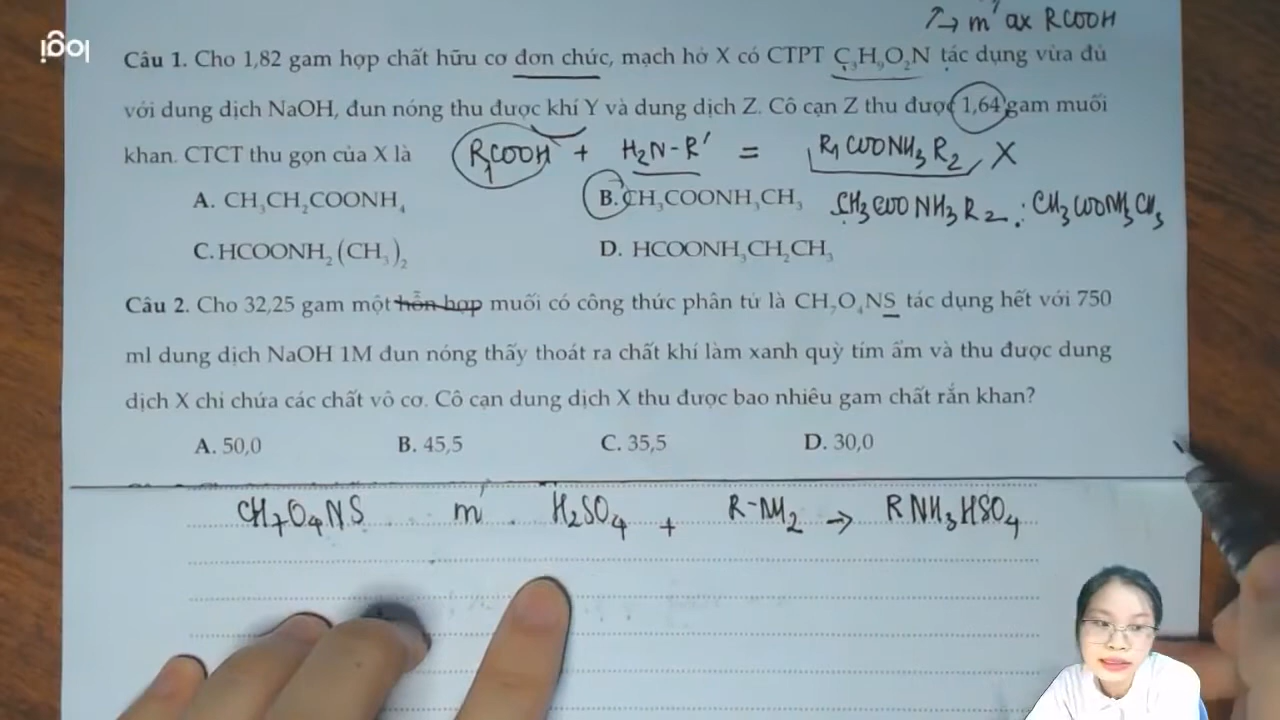 logi
↗→ m' ax RCOOH
Câu 1. Cho 1,82 gam hợp chất hữu cơ đơn chức, mạch hở X có CTPT C₃H₉O₂N tác dụng vừa đủ
với dung dịch NaOH, đun nóng thu được khí Y và dung dịch Z. Cô cạn Z thu được 1,64 gam muối
khan. CTCT thu gọn của X là
R₁COOH + H₂N-R' = R₁COONH₃R₂ X
A. CH₃CH₂COONH₄ B. CH₃COONH₃CH₃
CH₃COONH₃R₂ : CH₃COONH₃CH₃
C. HCOONH₂(CH₃)₂ D. HCOONH₃CH₂CH₃
Câu 2. Cho 32,25 gam một hỗn hợp muối có công thức phân tử là CH₇O₄NS tác dụng hết với 750
ml dung dịch NaOH 1M đun nóng thấy thoát ra chất khí làm xanh quỳ tím ẩm và thu được dung
dịch X chỉ chứa các chất vô cơ. Cô cạn dung dịch X thu được bao nhiêu gam chất rắn khan?
A. 50,0 B. 45,5 C. 35,5 D. 30,0
CH₇O₄NS m' H₂SO₄ + R-NH₂ → RNH₃HSO₄